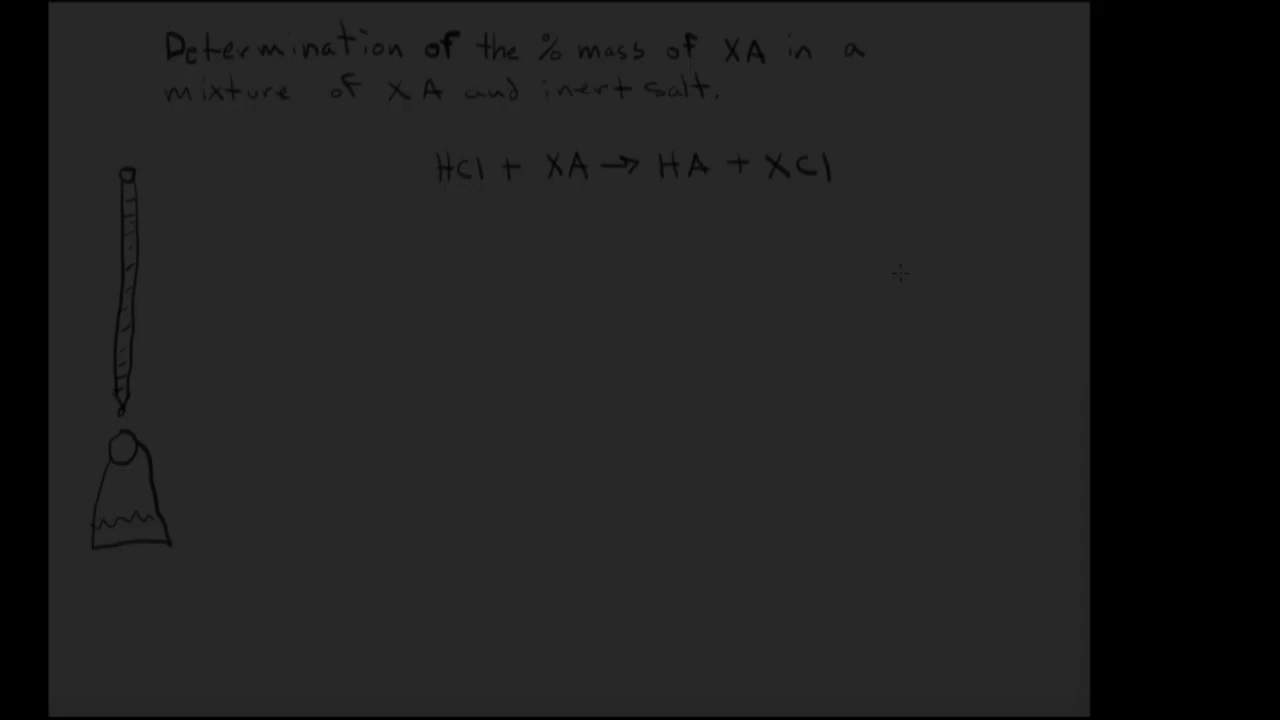 Determination of the % mass of XA in a
mixture of XA and inert salt.
HCl + XA → HA + XCl